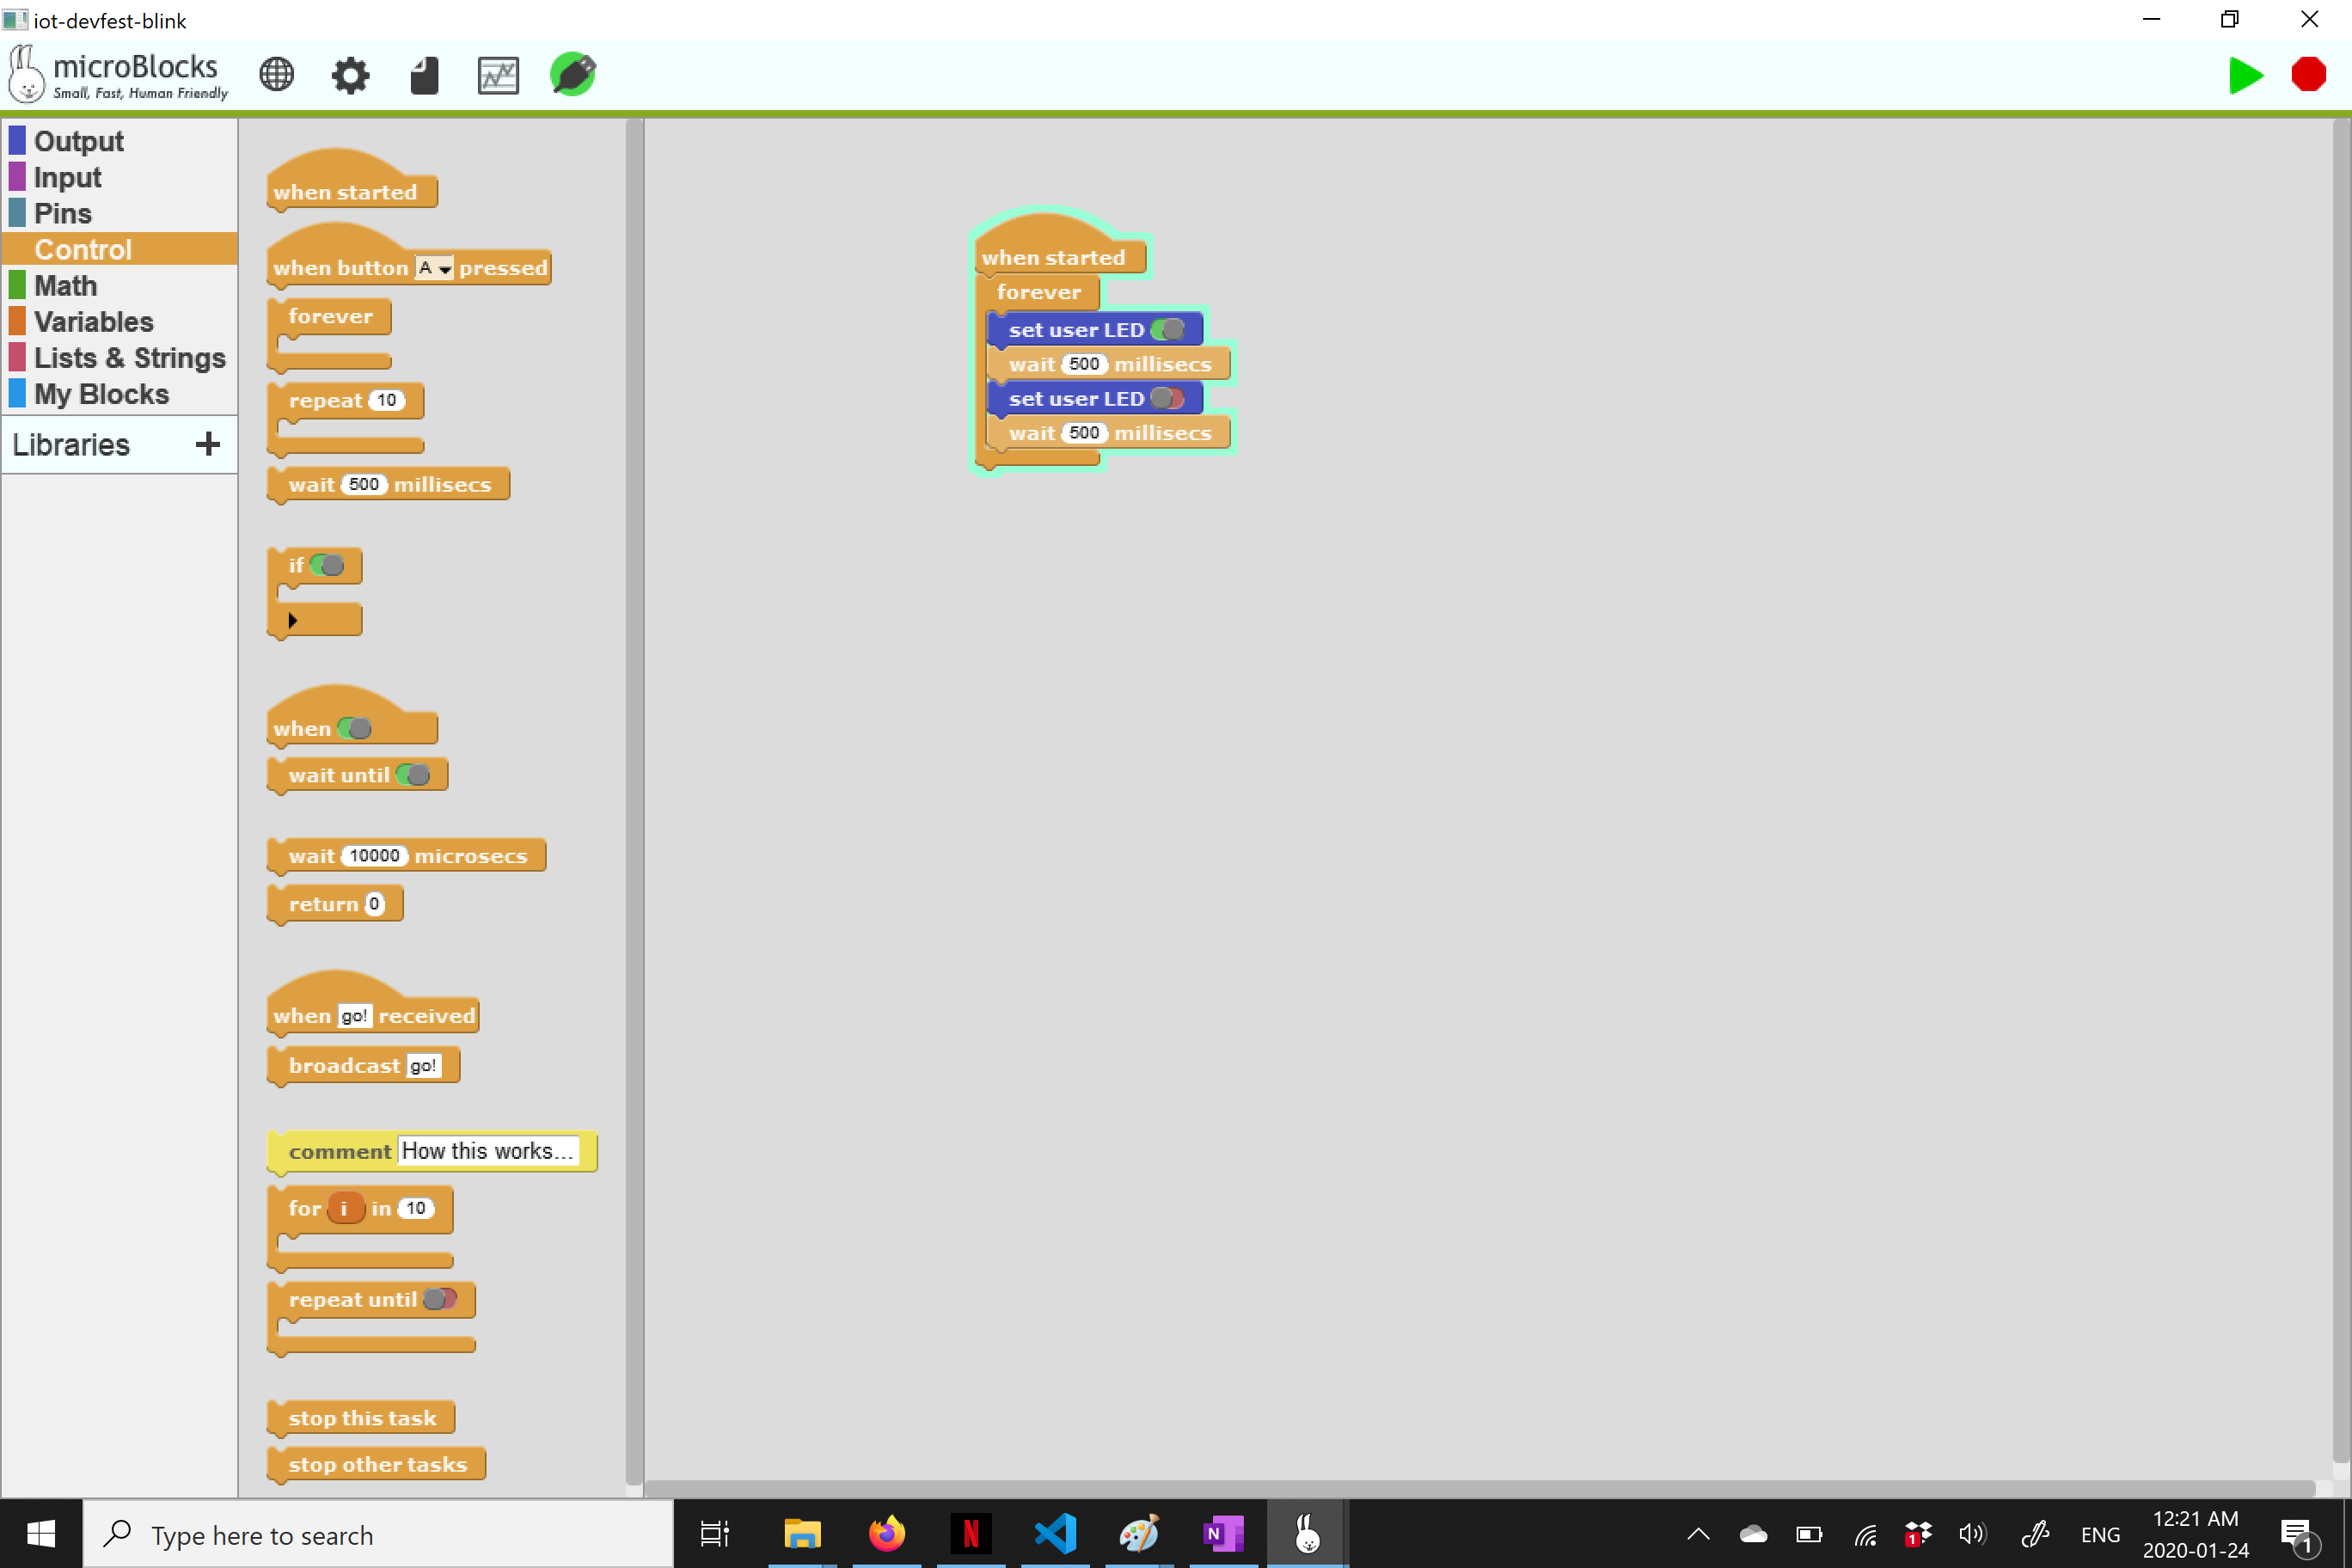 iot-devfest-blink
microBlocks
Small, Fast, Human Friendly
Output
Input
Pins
Control
Math
Variables
Lists & Strings
My Blocks
Libraries +
when started
when button A pressed
forever
repeat 10
wait 500 millisecs
if
when
wait until
wait 10000 microsecs
return 0
when go! received
broadcast go!
comment How this works...
for i in 10
repeat until
stop this task
stop other tasks
when started
forever
set user LED
wait 500 millisecs
set user LED
wait 500 millisecs
Type here to search
N
N
1
ENG
12:21 AM
2020-01-24
1